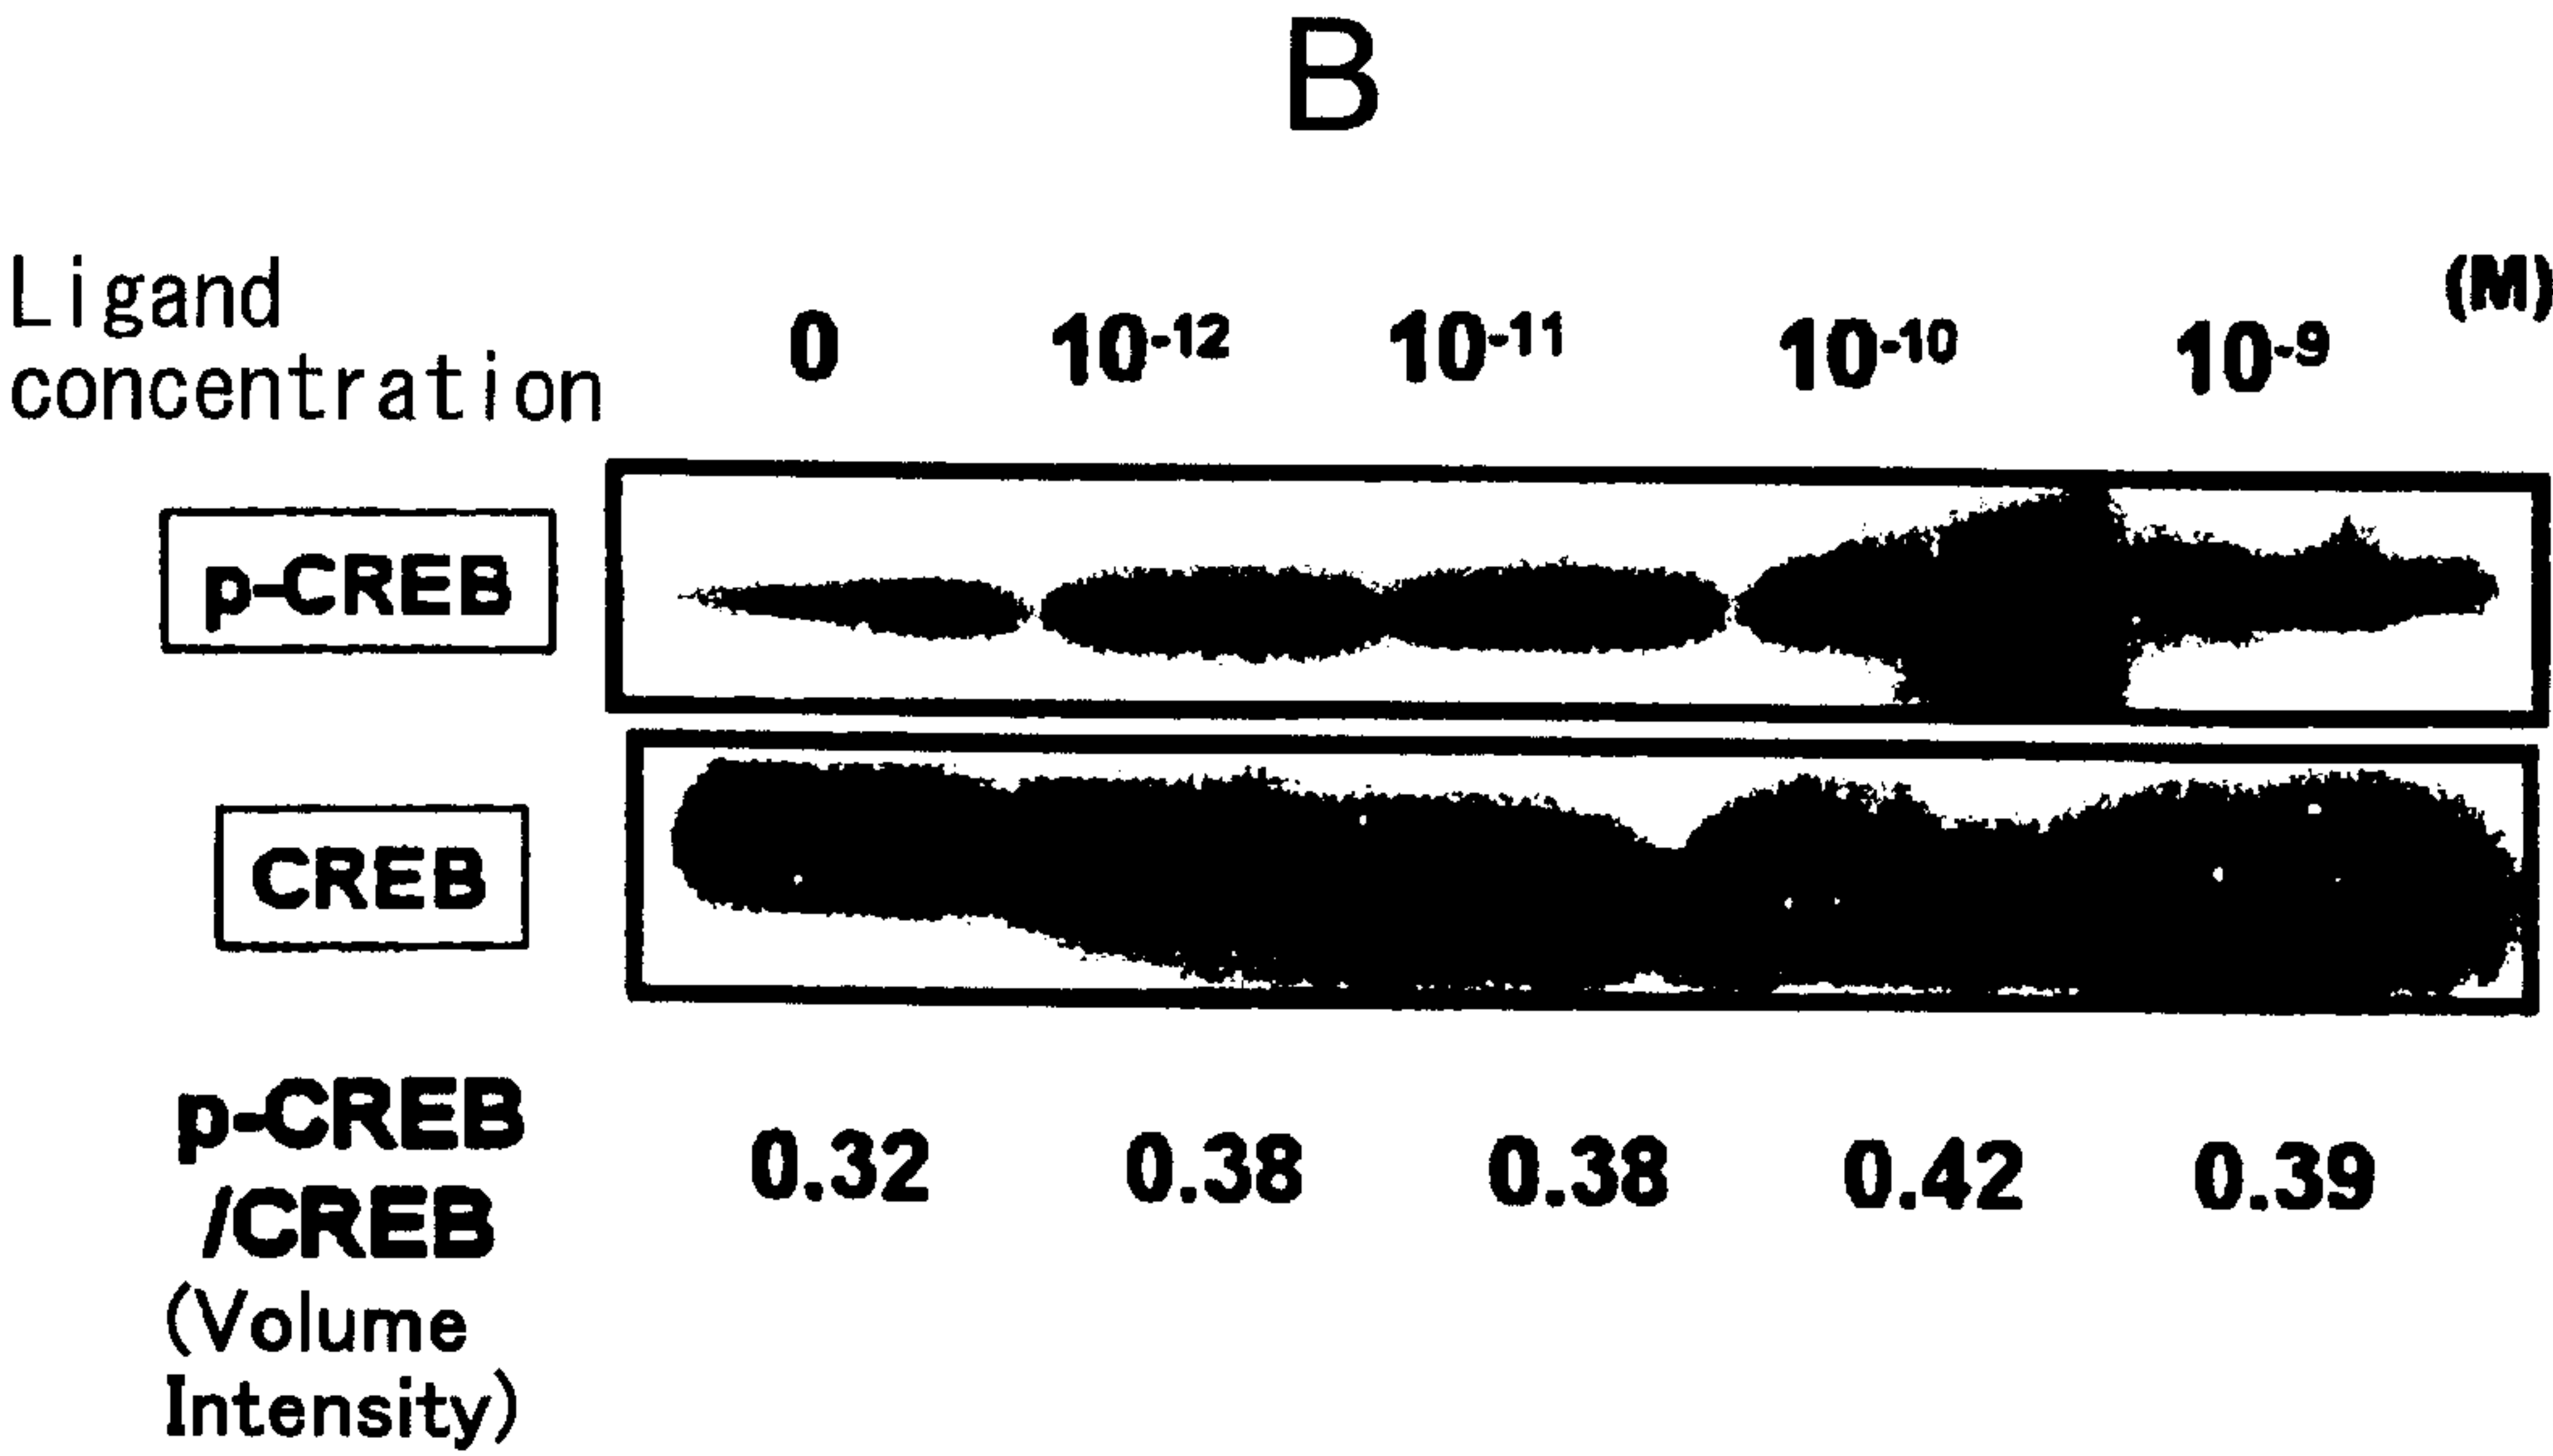 B
Ligand
concentration
0 10⁻¹² 10⁻¹¹ 10⁻¹⁰ 10⁻⁹ (M)
p-CREB
CREB
p-CREB
/CREB
(Volume
Intensity)
0.32 0.38 0.38 0.42 0.39